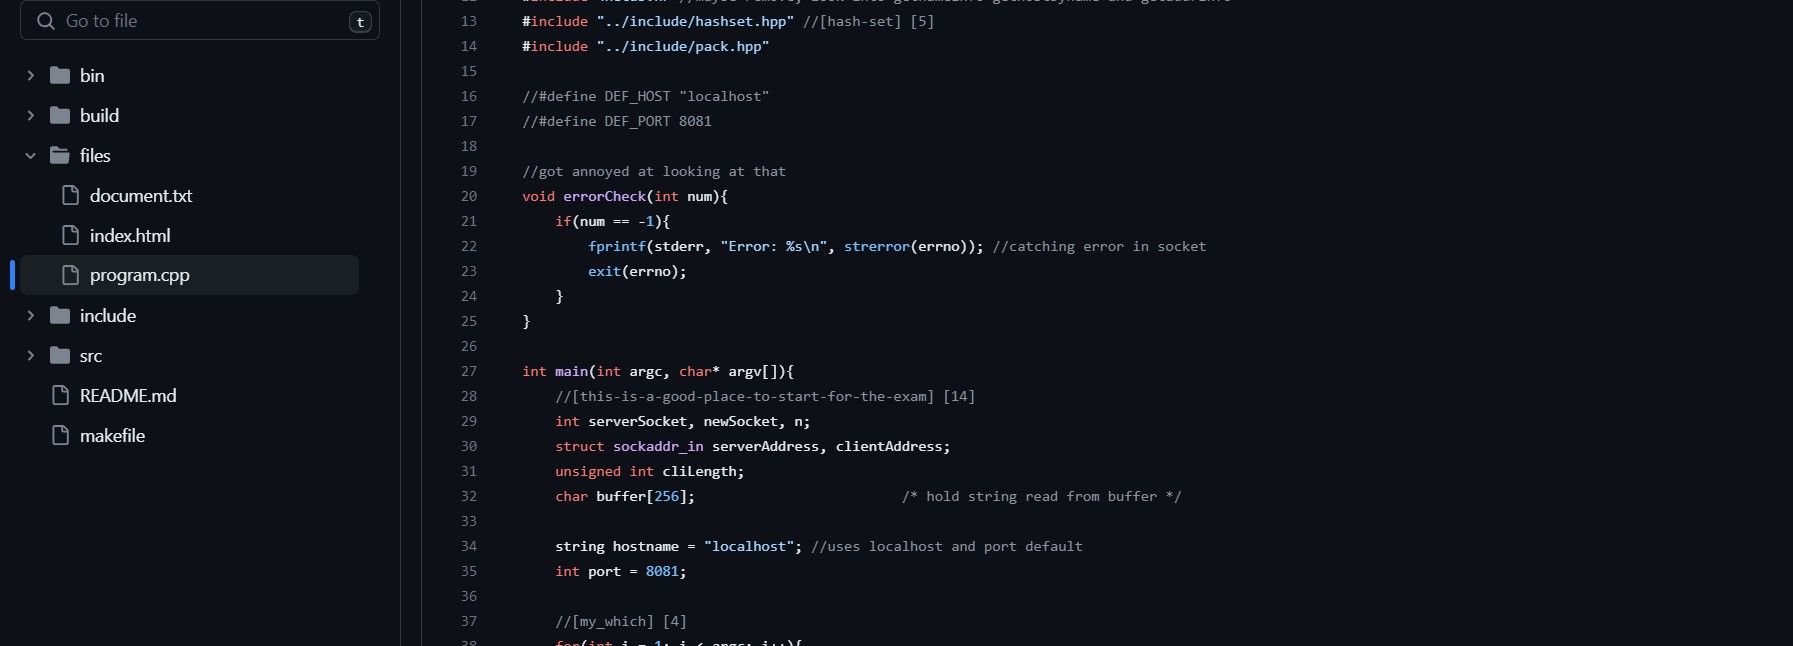 Go to file
t
bin
build
files
document.txt
index.html
program.cpp
include
src
README.md
makefile
13 #include "../include/hashset.hpp" //[hash-set] [5]
14 #include "../include/pack.hpp"
15
16 //#define DEF_HOST "localhost"
17 //#define DEF_PORT 8081
18
19 //got annoyed at looking at that
20 void errorCheck(int num){
21 if(num == -1){
22 fprintf(stderr, "Error: %s\n", strerror(errno)); //catching error in socket
23 exit(errno);
24 }
25 }
26
27 int main(int argc, char* argv[]){
28 //[this-is-a-good-place-to-start-for-the-exam] [14]
29 int serverSocket, newSocket, n;
30 struct sockaddr_in serverAddress, clientAddress;
31 unsigned int cliLength;
32 char buffer[256]; /* hold string read from buffer */
33
34 string hostname = "localhost"; //uses localhost and port default
35 int port = 8081;
36
37 //[my_which] [4]
38 for(int i = 1; i < argc; i++){